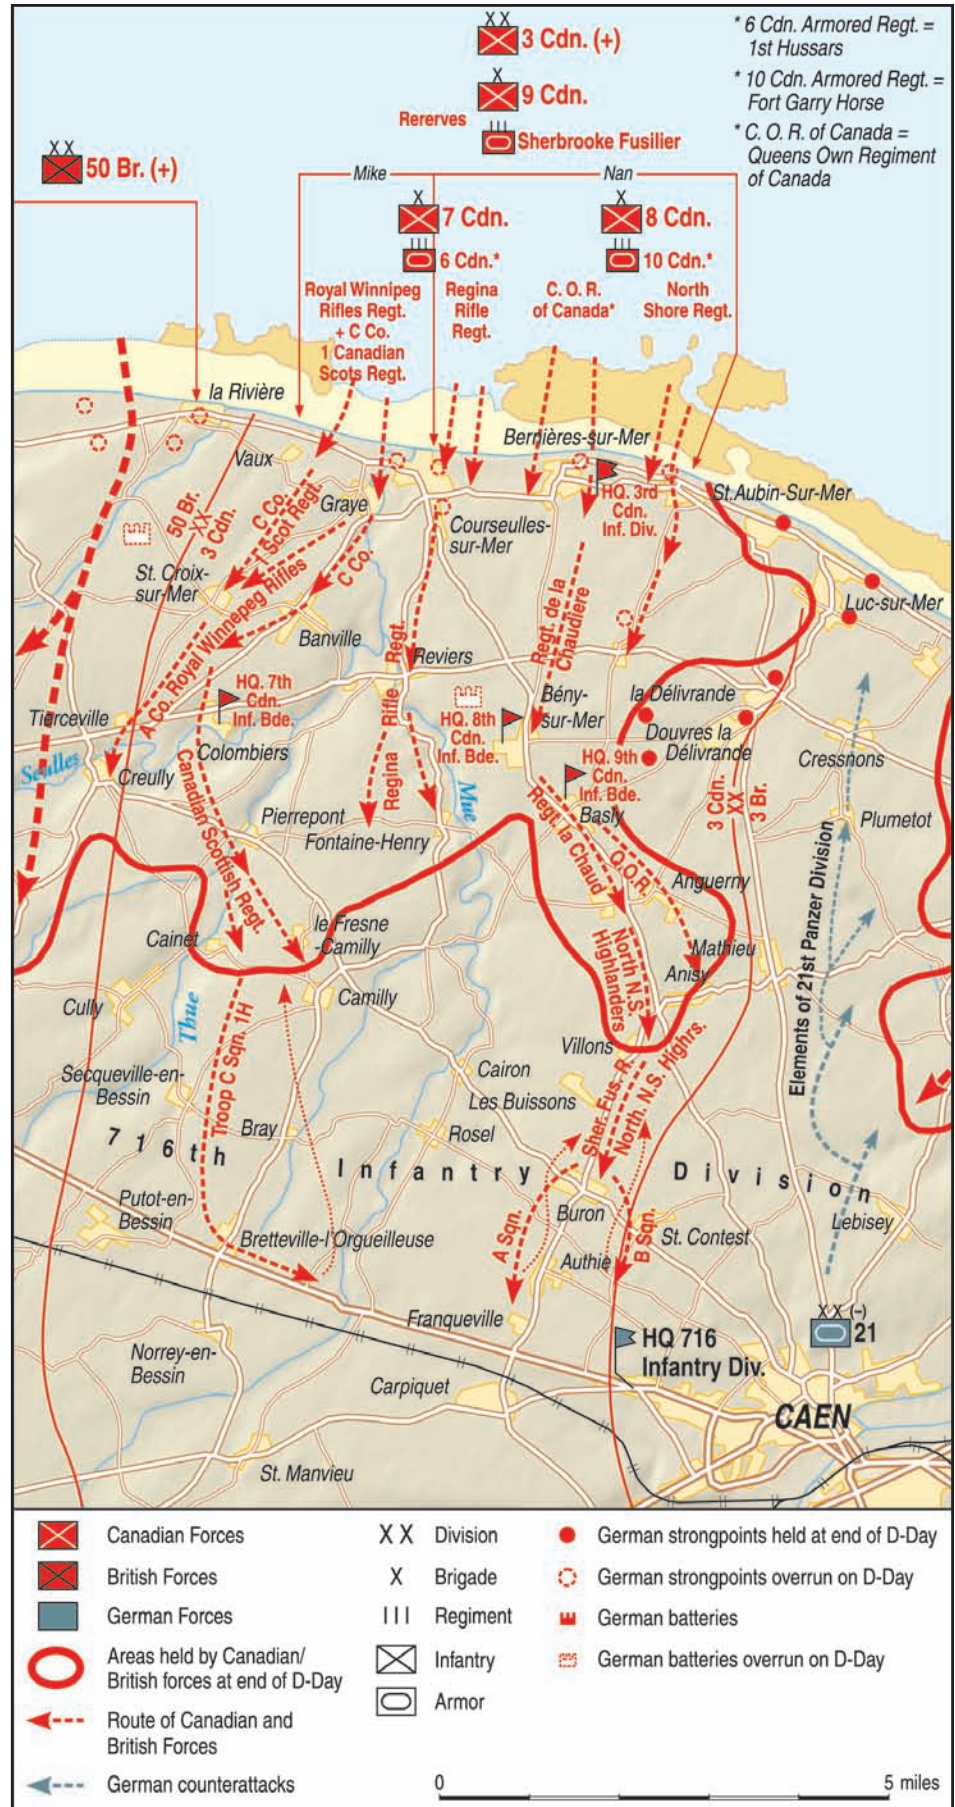 X X
3 Cdn. (+)
X
9 Cdn.
Rererves
III
Sherbrooke Fusilier
* 6 Cdn. Armored Regt. =
1st Hussars
* 10 Cdn. Armored Regt. =
Fort Garry Horse
* C. O. R. of Canada =
Queens Own Regiment
of Canada
X X
50 Br. (+)
Mike
Nan
X
7 Cdn.
X
8 Cdn.
III
6 Cdn.*
III
10 Cdn.*
Royal Winnipeg
Rifles Regt.
+ C Co.
1 Canadian
Scots Regt.
Regina
Rifle
Regt.
C. O. R.
of Canada*
North
Shore Regt.
la Rivière
Vaux
Bernières-sur-Mer
Graye
HQ. 3rd
Cdn.
Inf. Div.
St.Aubin-Sur-Mer
50 Br.
XX
3 Cdn.
C Co.
1 Scot Regt.
Courseulles-
sur-Mer
C Co.
St. Croix-
sur-Mer
Luc-sur-Mer
A Co. Royal Winnepeg Rifles
Banville
Regt. de la
Chaudiere
Reviers
HQ. 7th
Cdn.
Inf. Bde.
Regina Rifle Regt.
la Délivrande
Bény-
sur-Mer
Tierceville
HQ. 8th
Cdn.
Inf. Bde.
Douvres la
Délivrande
Colombiers
Cressnons
Seulles
Creully
HQ. 9th
Cdn.
Inf. Bde.
3 Cdn.
XX
3 Br.
Mue
Canadian Scottish Regt.
Pierrepont
Basly
Plumetot
Fontaine-Henry
Regt. la Chaud
Q.O.R.
Anguerny
Elements of 21st Panzer Division
le Fresne
-Camilly
Cainet
North N.S.
Highlanders
Mathieu
Anisy
Cully
Camilly
Thue
Villons
Troop C Sqn. 1H
Cairon
Secqueville-en-
Bessin
Les Buissons
Sher. Fus. R.
North. N.S. Highrs.
Bray
Rosel
716th Infantry Division
Putot-en-
Bessin
Buron
Lebisey
St. Contest
A Sqn.
B Sqn.
Bretteville-l'Orgueilleuse
Authie
Franqueville
X X (–)
21
HQ 716
Infantry Div.
Norrey-en-
Bessin
Carpiquet
CAEN
St. Manvieu
Canadian Forces
British Forces
German Forces
Areas held by Canadian/
British forces at end of D-Day
Route of Canadian and
British Forces
German counterattacks
X X Division
X Brigade
III Regiment
Infantry
Armor
German strongpoints held at end of D-Day
German strongpoints overrun on D-Day
German batteries
German batteries overrun on D-Day
0 5 miles